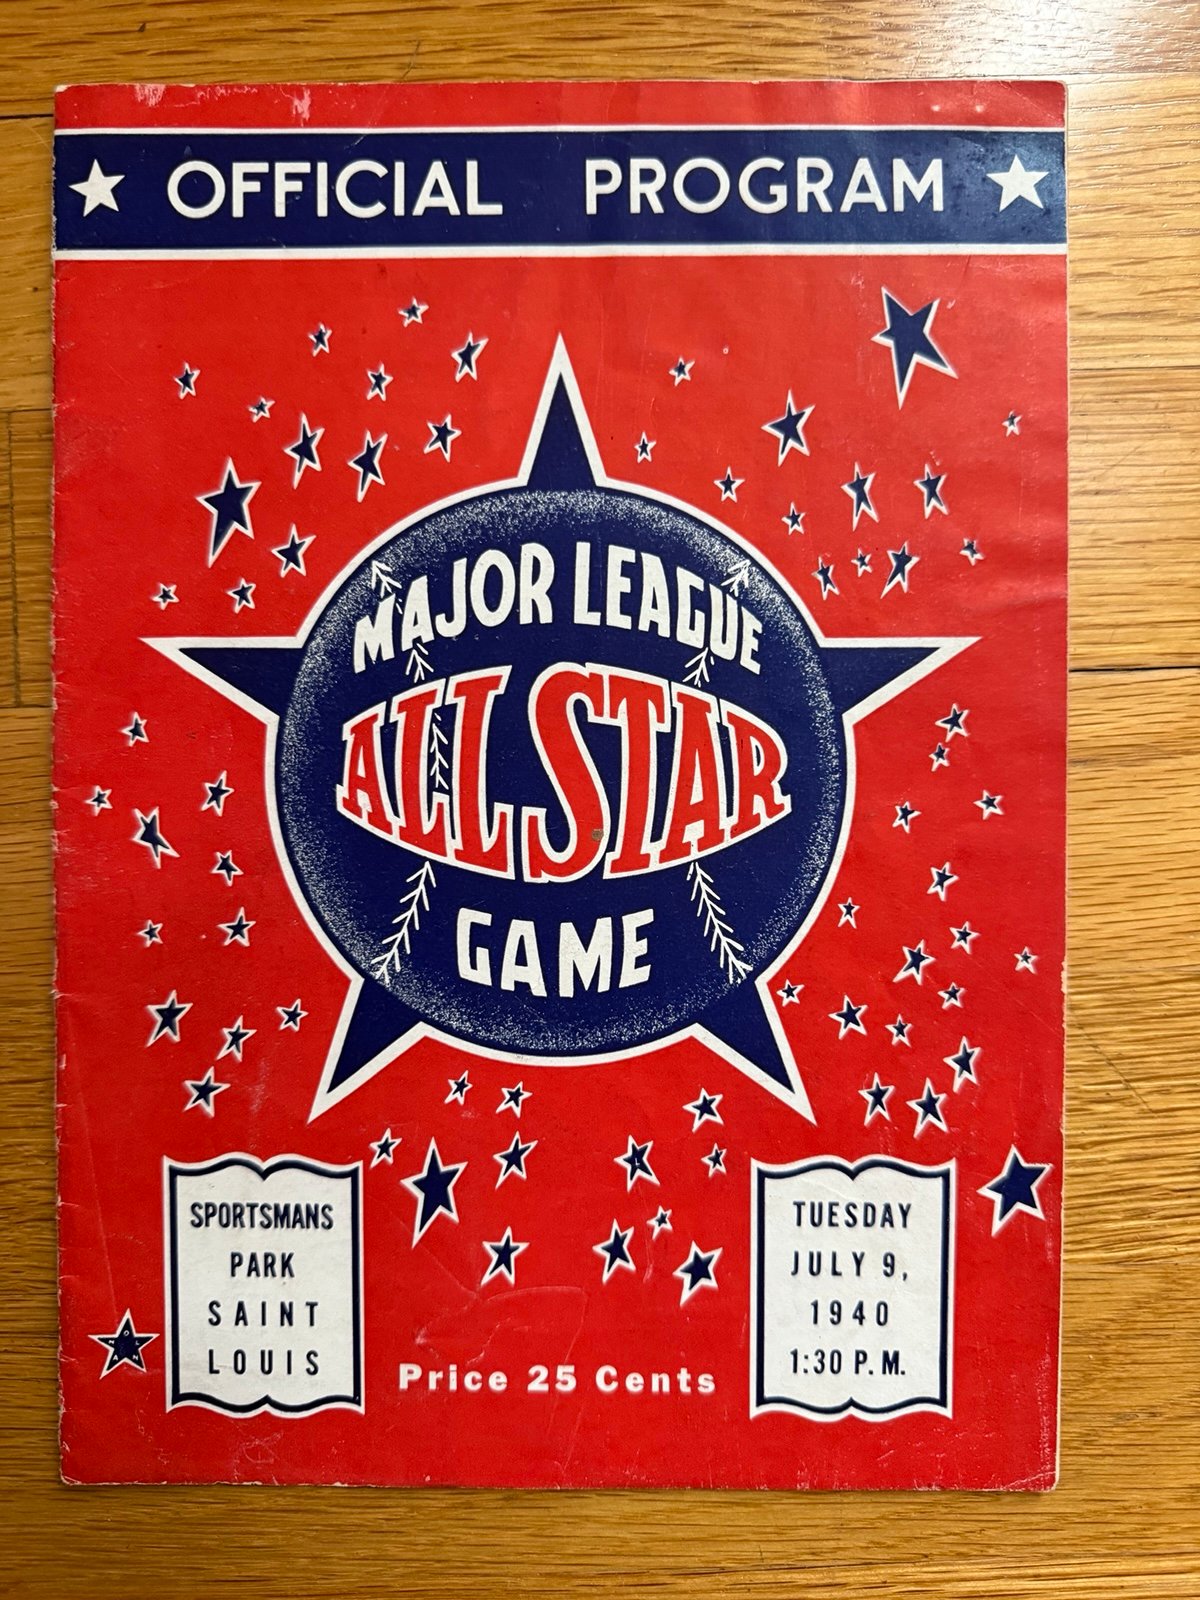 OFFICIAL PROGRAM
MAJOR LEAGUE
ALL STAR
GAME
SPORTSMANS
PARK
SAINT
LOUIS
TUESDAY
JULY 9,
1940
1:30 P.M.
Price 25 Cents
NOLAN